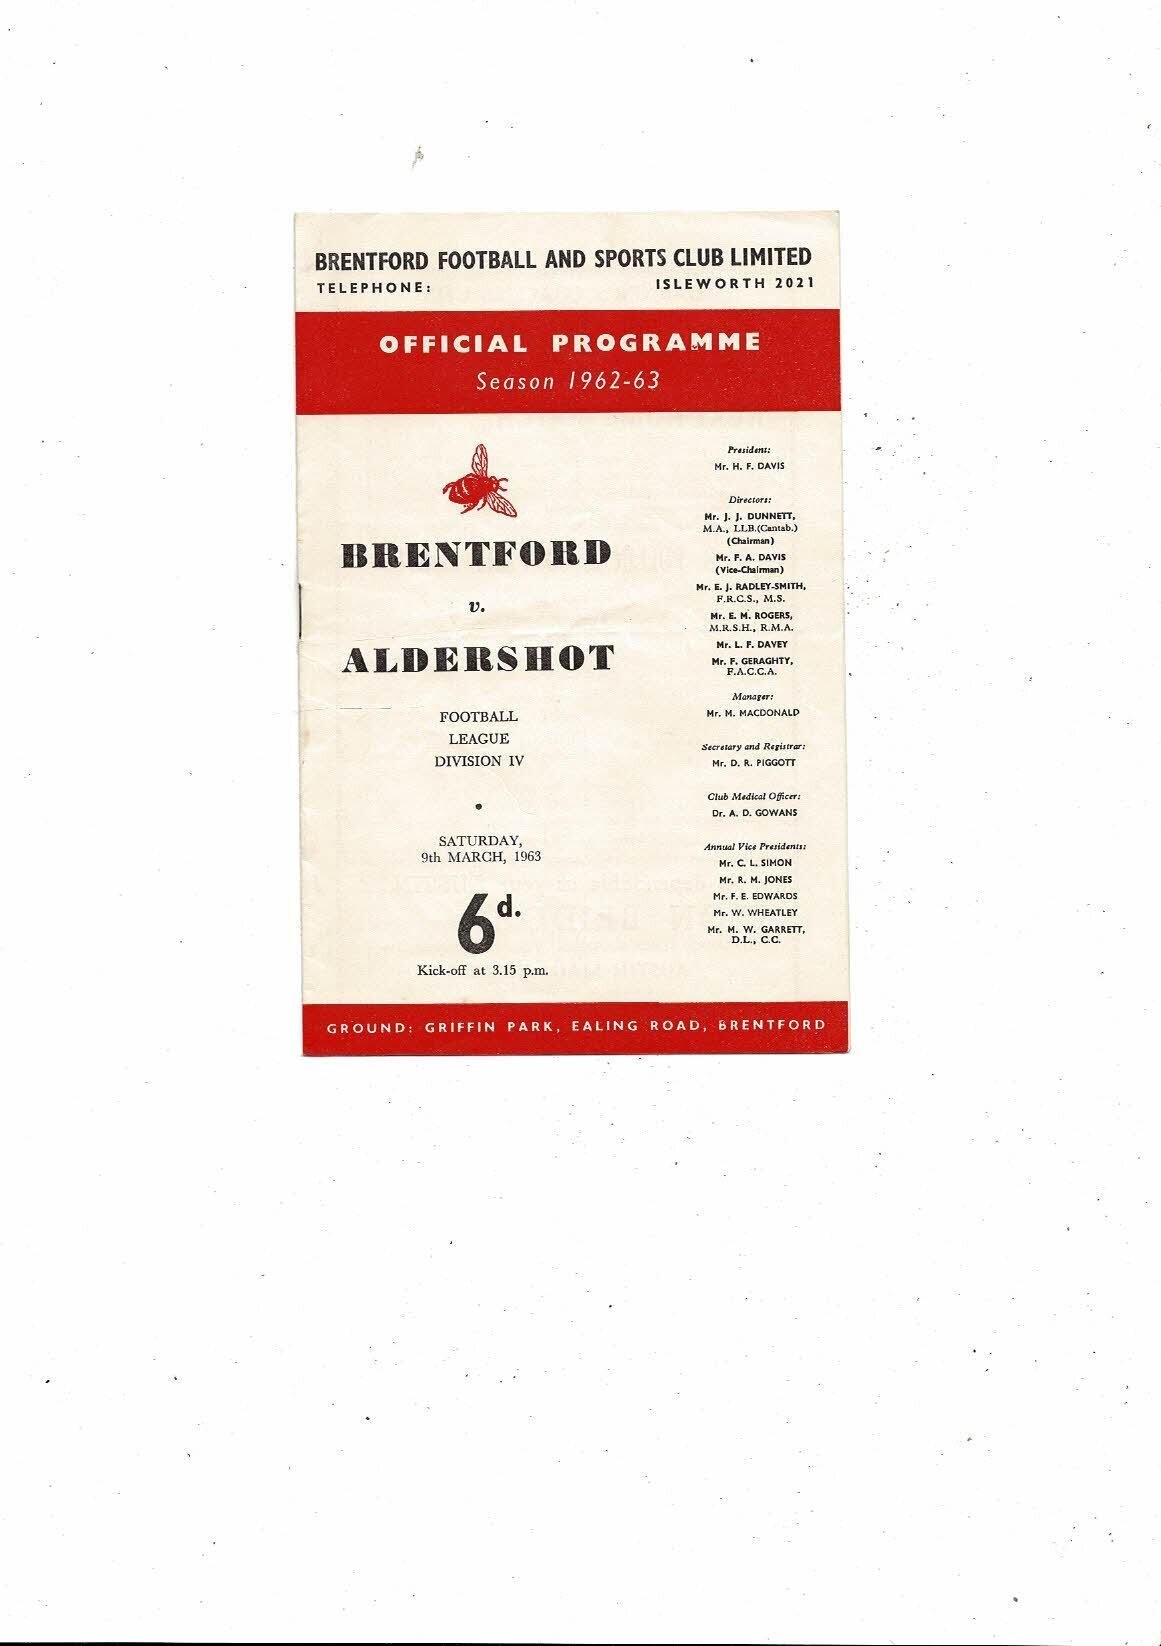 BRENTFORD FOOTBALL AND SPORTS CLUB LIMITED
TELEPHONE: ISLEWORTH 2021
OFFICIAL PROGRAMME
Season 1962-63
BRENTFORD
v.
ALDERSHOT
FOOTBALL
LEAGUE
DIVISION IV
•
SATURDAY,
9th MARCH, 1963
6d.
Kick-off at 3.15 p.m.
President:
Mr. H. F. DAVIS
Directors:
Mr. J. J. DUNNETT,
M.A., LLB.(Cantab.)
(Chairman)
Mr. F. A. DAVIS
(Vice-Chairman)
Mr. E. J. RADLEY-SMITH,
F.R.C.S., M.S.
Mr. E. M. ROGERS,
M.R.S.H., R.M.A.
Mr. L. F. DAVEY
Mr. F. GERAGHTY,
F.A.C.C.A.
Manager:
Mr. M. MACDONALD
Secretary and Registrar:
Mr. D. R. PIGGOTT
Club Medical Officer:
Dr. A. D. GOWANS
Annual Vice Presidents:
Mr. C. L. SIMON
Mr. R. M. JONES
Mr. F. E. EDWARDS
Mr. W. WHEATLEY
Mr. M. W. GARRETT,
D.L., C.C.
GROUND: GRIFFIN PARK, EALING ROAD, BRENTFORD